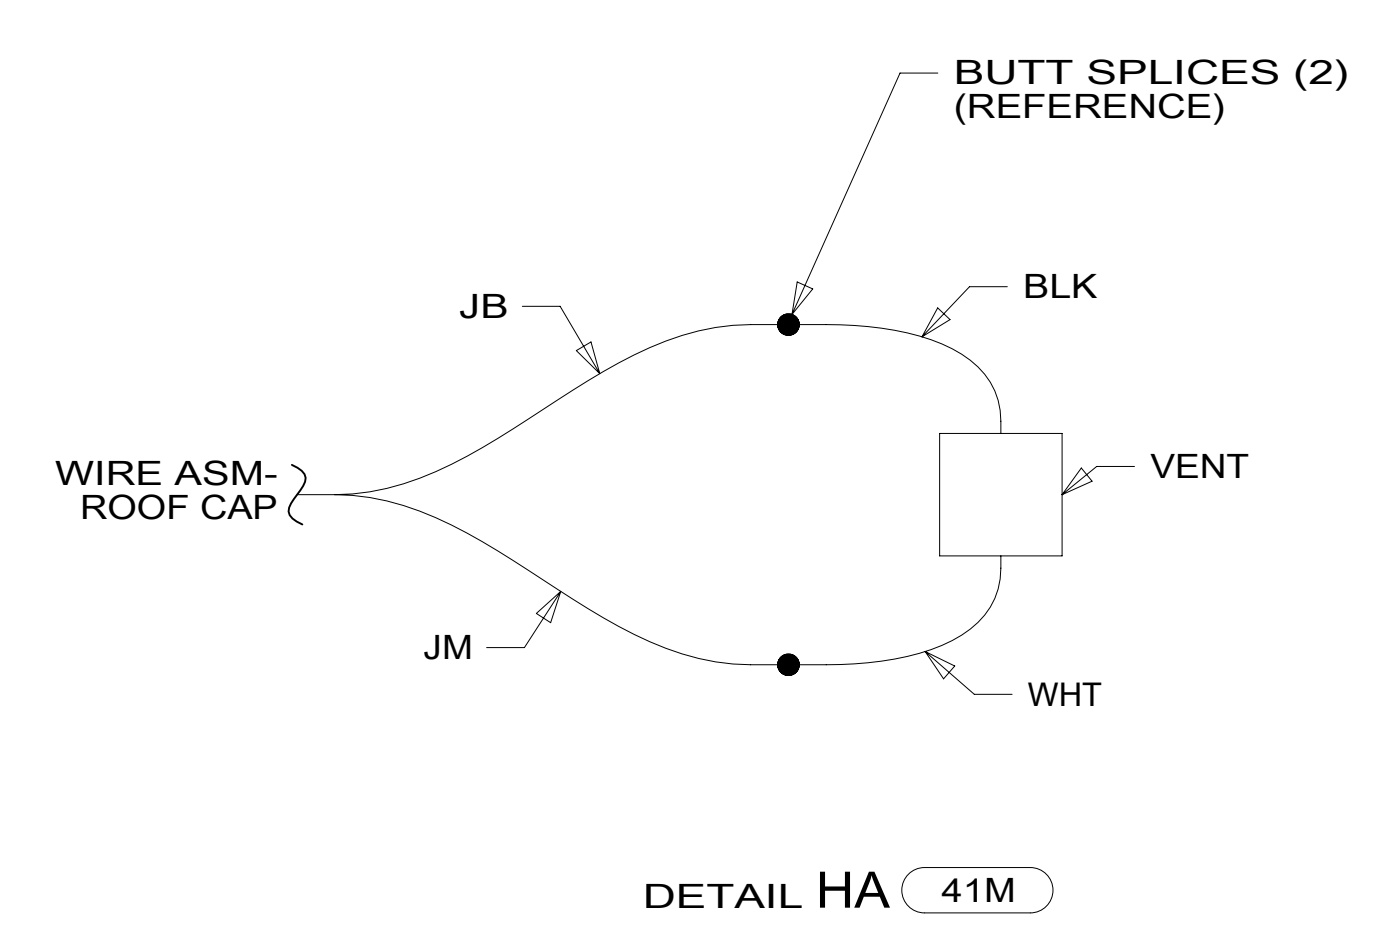 BUTT SPLICES (2)
(REFERENCE)
BLK
JB
WIRE ASM-
ROOF CAP
VENT
JM
WHT
DETAIL HA 41M